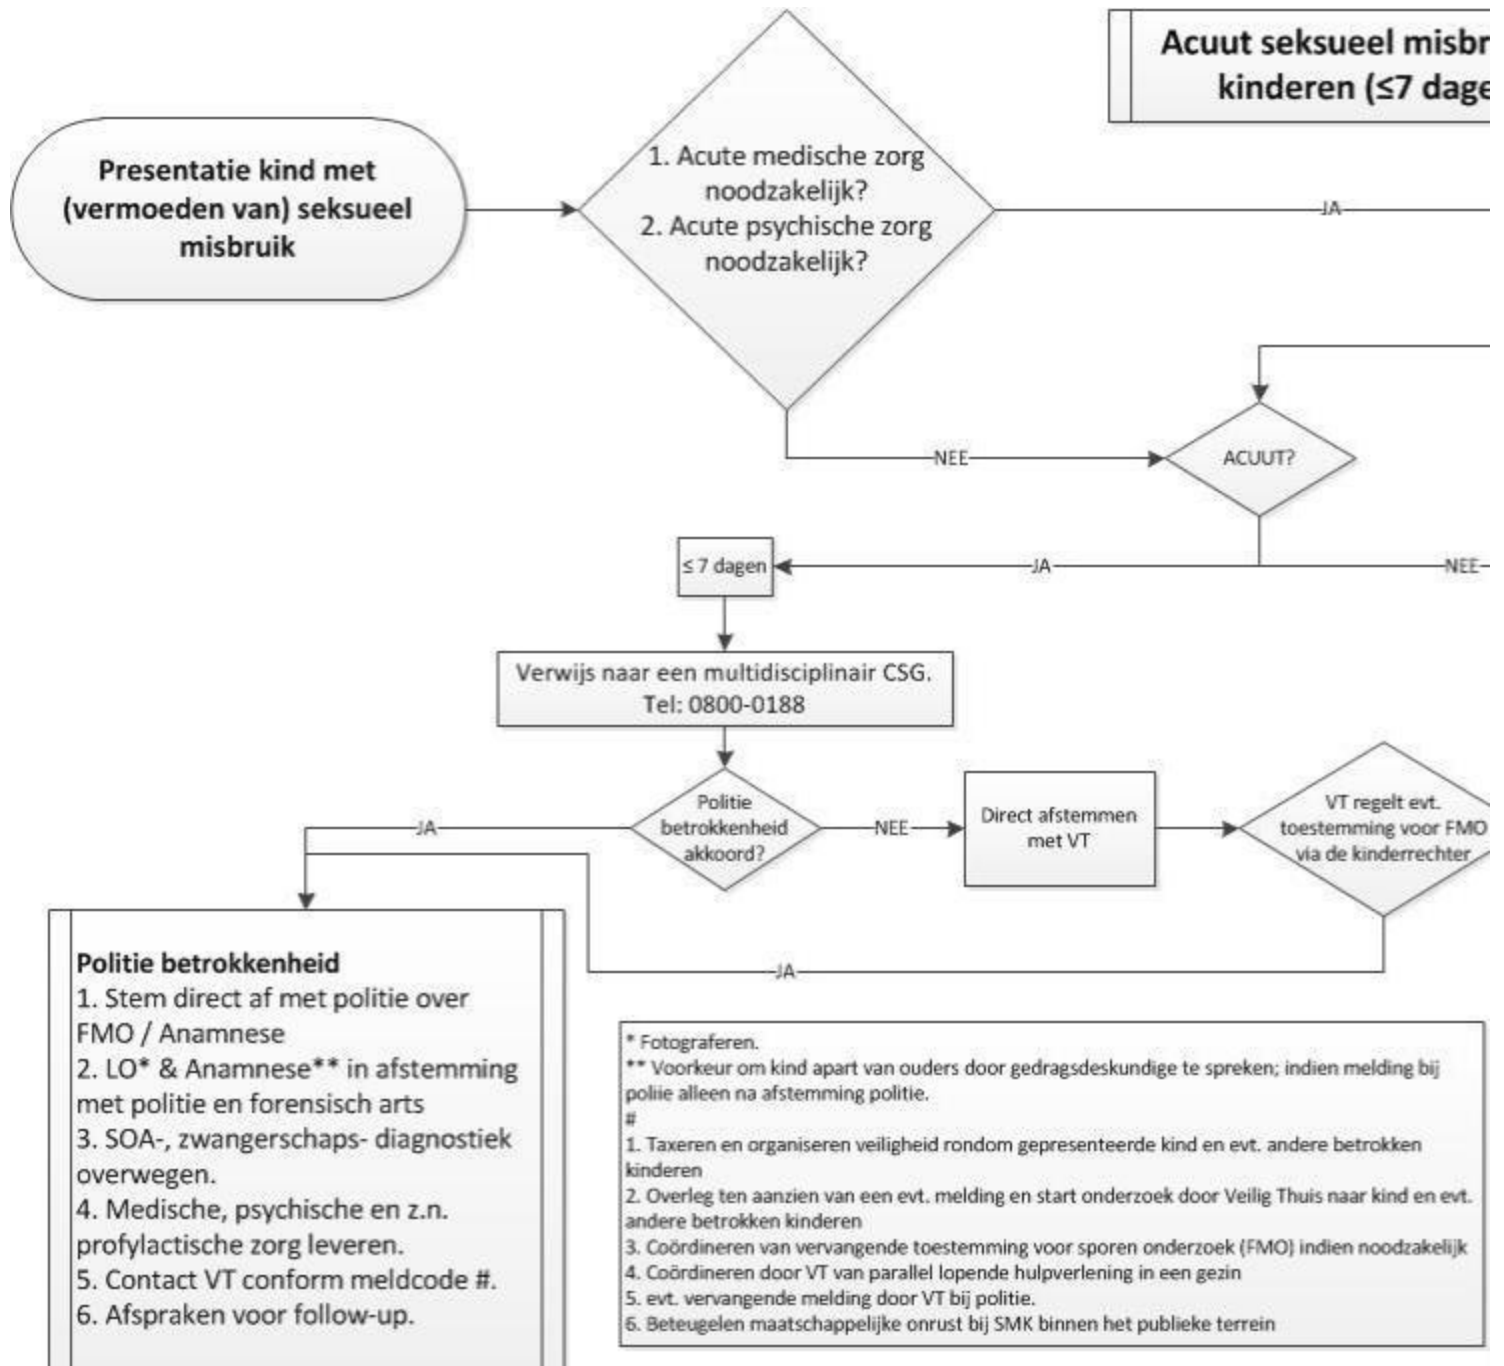 Acuut seksueel misbr
kinderen (≤7 dage
Presentatie kind met
(vermoeden van) seksueel
misbruik
1. Acute medische zorg
noodzakelijk?
2. Acute psychische zorg
noodzakelijk?
JA
NEE
ACUUT?
≤ 7 dagen
JA
NEE
Verwijs naar een multidisciplinair CSG.
Tel: 0800-0188
Politie
betrokkenheid
akkoord?
JA
NEE
Direct afstemmen
met VT
VT regelt evt.
toestemming voor FMO
via de kinderrechter
JA
Politie betrokkenheid
1. Stem direct af met politie over
FMO / Anamnese
2. LO* & Anamnese** in afstemming
met politie en forensisch arts
3. SOA-, zwangerschaps- diagnostiek
overwegen.
4. Medische, psychische en z.n.
profylactische zorg leveren.
5. Contact VT conform meldcode #.
6. Afspraken voor follow-up.
* Fotograferen.
** Voorkeur om kind apart van ouders door gedragsdeskundige te spreken; indien melding bij
poliie alleen na afstemming politie.
#
1. Taxeren en organiseren veiligheid rondom gepresenteerde kind en evt. andere betrokken
kinderen
2. Overleg ten aanzien van een evt. melding en start onderzoek door Veilig Thuis naar kind en evt.
andere betrokken kinderen
3. Coördineren van vervangende toestemming voor sporen onderzoek (FMO) indien noodzakelijk
4. Coördineren door VT van parallel lopende hulpverlening in een gezin
5. evt. vervangende melding door VT bij politie.
6. Beteugelen maatschappelijke onrust bij SMK binnen het publieke terrein